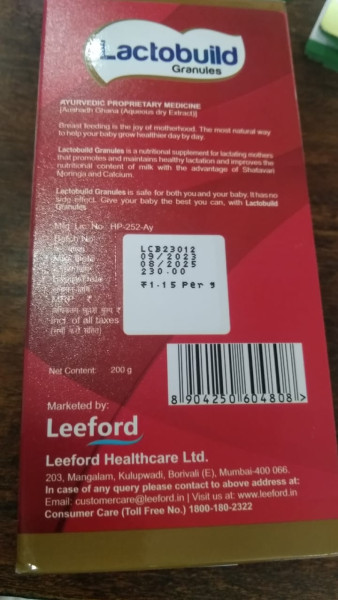 Lactobuild
Granules
AYURVEDIC PROPRIETARY MEDICINE
[Aushadh Ghana (Aqueous dry Extract)]
Breast feeding is the joy of motherhood. The most natural way
to help your baby grow healthier day by day.
Lactobuild Granules is a nutritional supplement for lactating mothers
that promotes and maintains healthy lactation and improves the
nutritional content of milk with the advantage of Shatavari
Moringa and Calcium.
Lactobuild Granules is safe for both you and your baby. It has no
side effect. Give your baby the best you can, with Lactobuild
Granules
Mfg. Lic. No. HP-252-Ay
Batch No.
LCB23012
09/2023
08/2025
MRP ₹
230.00
₹1.15 Per g
incl. of all taxes
Net Content: 200 g
8 904250 604808 >
Marketed by:
Leeford
Leeford Healthcare Ltd.
203, Mangalam, Kulupwadi, Borivali (E), Mumbai-400 066.
In case of any query please contact to above address at:
Email: customercare@leeford.in | Visit us at: www.leeford.in
Consumer Care (Toll Free No.) 1800-180-2322